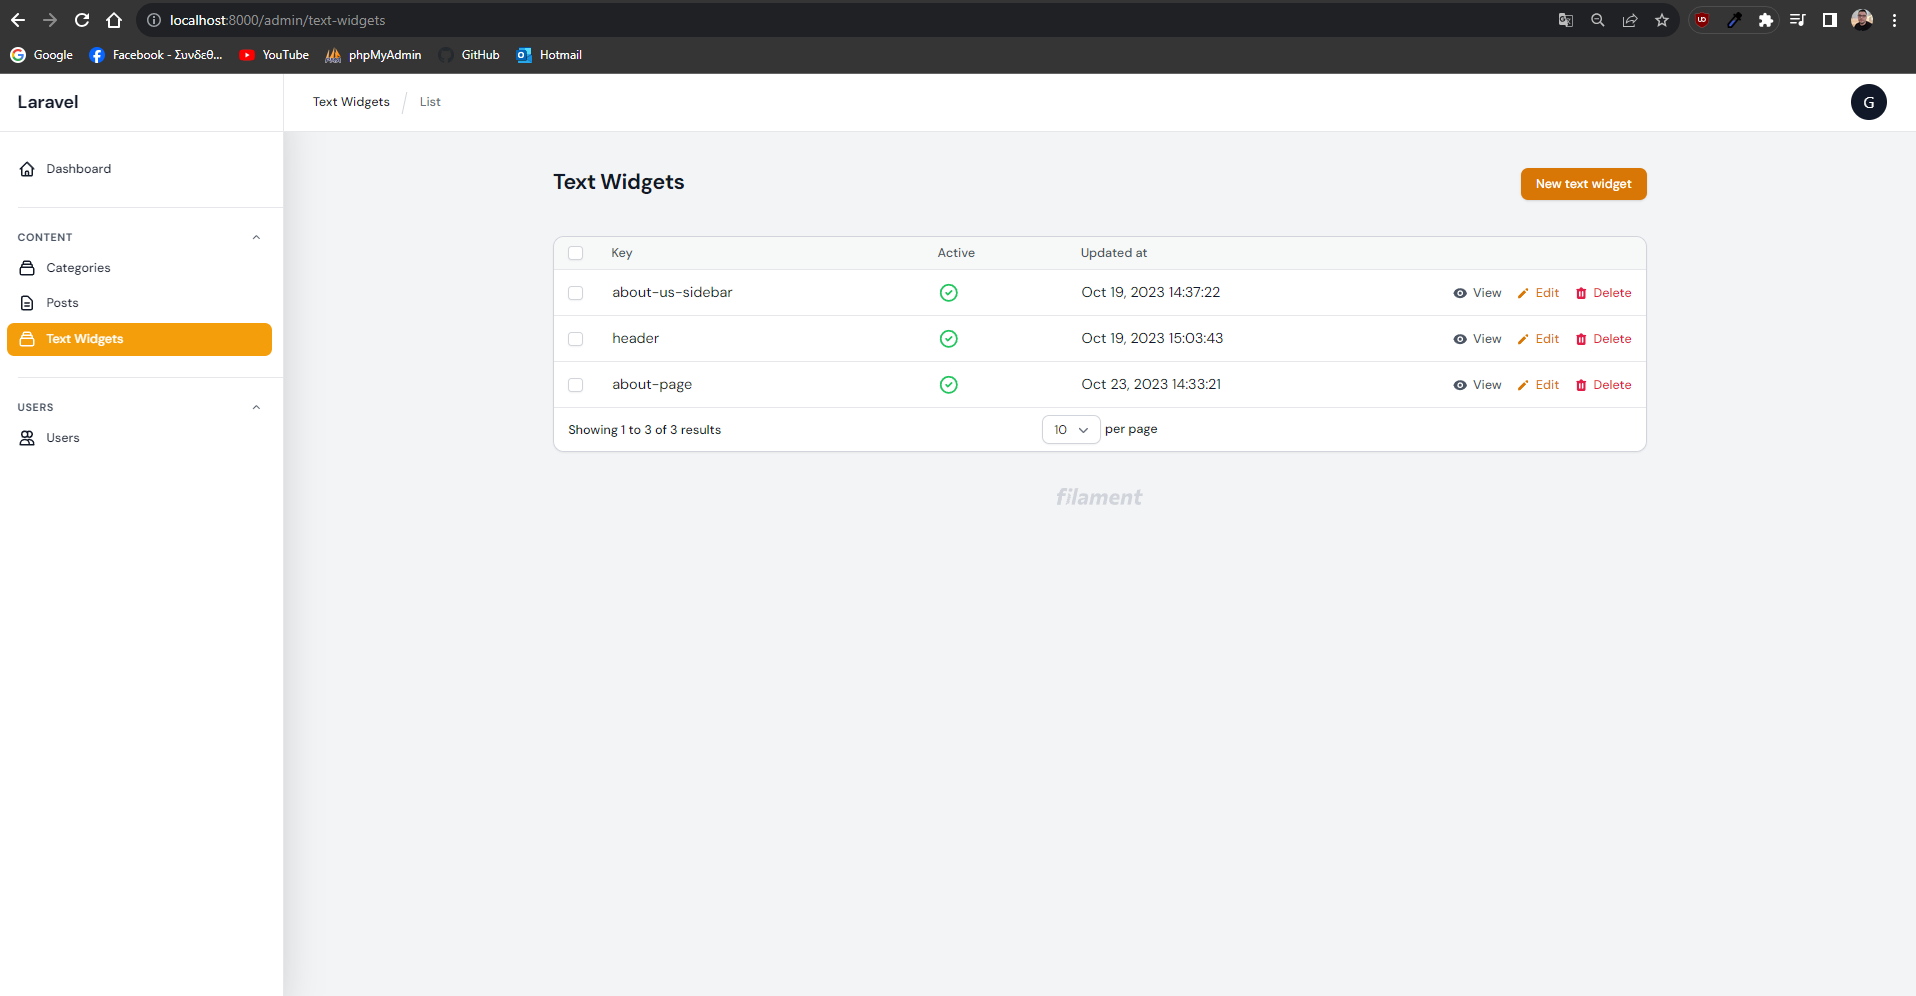 localhost:8000/admin/text-widgets
Google Facebook - Συνδεθ... YouTube phpMyAdmin GitHub Hotmail
Laravel
Text Widgets / List
G
Dashboard
CONTENT
Categories
Posts
Text Widgets
USERS
Users
Text Widgets
New text widget
Key Active Updated at
about-us-sidebar Oct 19, 2023 14:37:22 View Edit Delete
header Oct 19, 2023 15:03:43 View Edit Delete
about-page Oct 23, 2023 14:33:21 View Edit Delete
Showing 1 to 3 of 3 results 10 per page
filament